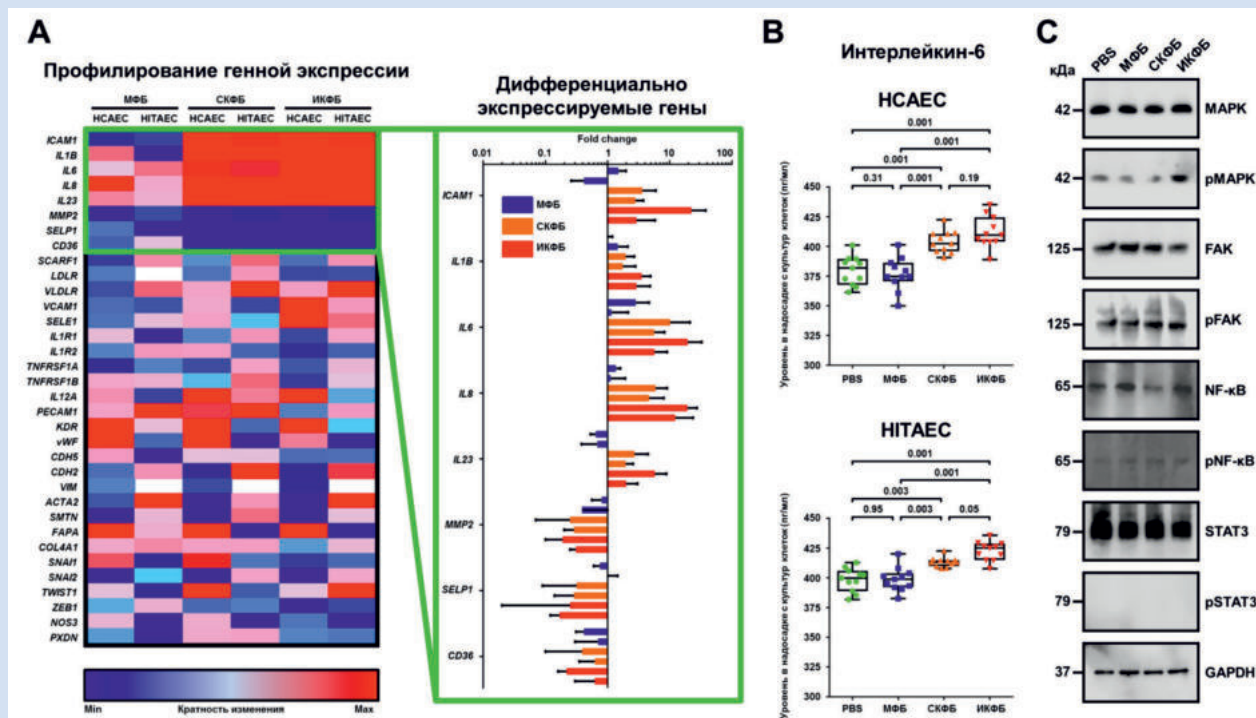 A
Профилирование генной экспрессии
МФБ СКФБ ИКФБ
HCAEC HITAEC HCAEC HITAEC HCAEC HITAEC
ICAM1
IL1B
IL6
IL8
IL23
MMP2
SELP1
CD36
SCARF1
LDLR
VLDLR
VCAM1
SELE1
IL1R1
IL1R2
TNFRSF1A
TNFRSF1B
IL12A
PECAM1
KDR
vWF
CDH5
CDH2
VIM
ACTA2
SMTN
FAPA
COL4A1
SNAI1
SNAI2
TWIST1
ZEB1
NOS3
PXDN
Min Кратность изменения Max
Дифференциально
экспрессируемые гены
Fold change
0.01 0.1 1 10 100
ICAM1
IL1B
IL6
IL8
IL23
MMP2
SELP1
CD36
МФБ
СКФБ
ИКФБ
B
Интерлейкин-6
HCAEC
0.001
0.001
0.001
0.31 0.001 0.19
Уровень в надосадке с культур клеток (пг/мл)
450
425
400
375
350
325
300
PBS МФБ СКФБ ИКФБ
HITAEC
0.001
0.001
0.003
0.95 0.003 0.05
Уровень в надосадке с культур клеток (пг/мл)
450
425
400
375
350
325
300
PBS МФБ СКФБ ИКФБ
C
кДа PBS МФБ СКФБ ИКФБ
42 MAPK
42 pMAPK
125 FAK
125 pFAK
65 NF-κB
65 pNF-κB
79 STAT3
79 pSTAT3
37 GAPDH